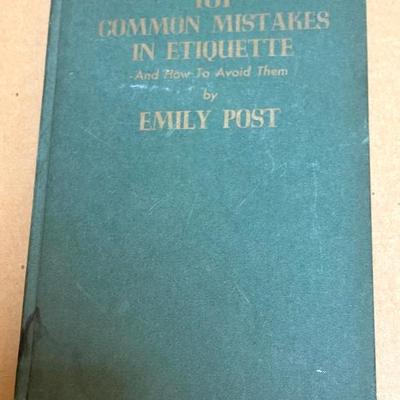 101
COMMON MISTAKES
IN ETIQUETTE
-And How To Avoid Them
by
EMILY POST